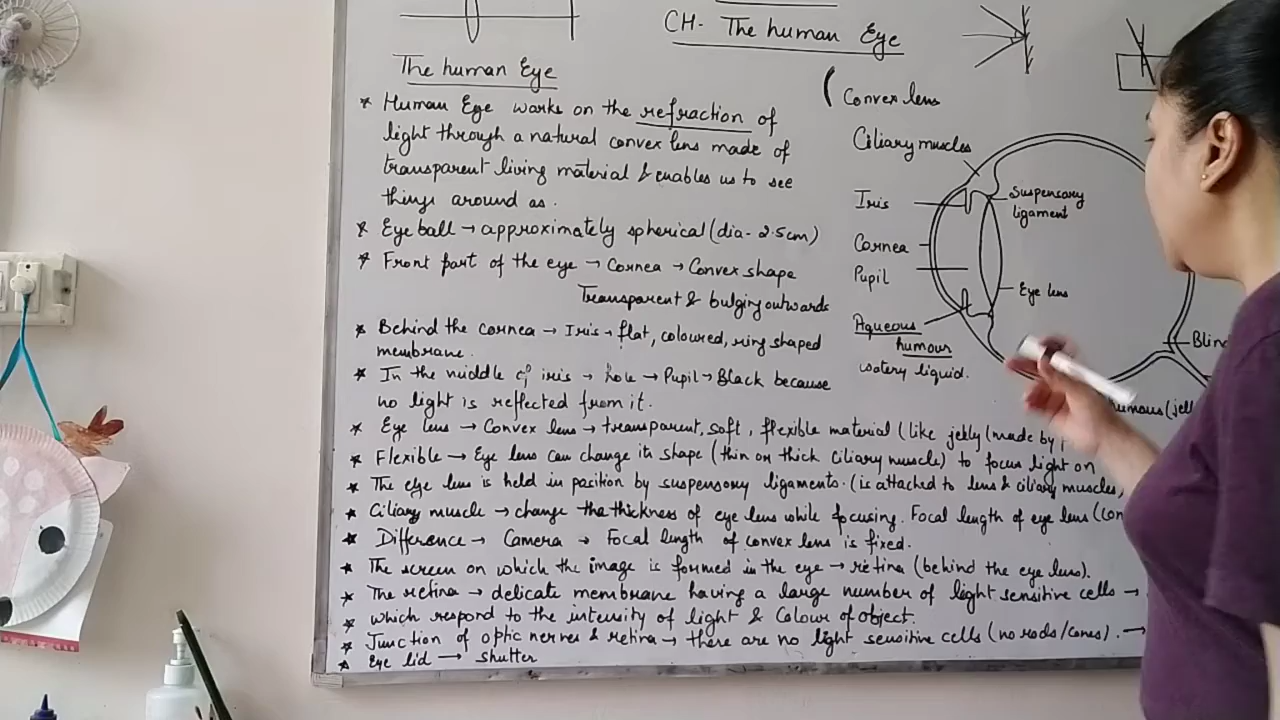 CH- The human Eye
The human Eye
* Human Eye works on the refraction of
light through a natural convex lens made of
transparent living material & enables us to see
things around as.
* Eye ball → approximately spherical (dia- 2.5cm)
* Front part of the eye → Cornea → Convex shape
Transparent & bulging outwards
* Behind the cornea → Iris → flat, coloured, ring shaped
membrane.
* In the middle of iris → hole → Pupil → Black because
no light is reflected from it.
* Eye lens → Convex lens → transparent, soft, flexible material (like jelly (made by
* Flexible → Eye lens can change its shape (thin or thick ciliary muscle) to focus light on
* The eye lens is held in position by suspensory ligaments. (is attached to lens & ciliary muscles)
* Ciliary muscle → change the thickness of eye lens while focusing. Focal length of eye lens (con
* Difference → Camera → Focal length of convex lens is fixed.
* The screen on which the image is formed in the eye → retina (behind the eye lens).
* The retina → delicate membrane having a large number of light sensitive cells →
* which respond to the intensity of light & Colour of object.
* Junction of optic nerves & retina → there are no light sensitive cells (no rods/cones). →
* Eye lid → shutter
( Convex lens
Ciliary muscles
Iris
Cornea
Pupil
Aqueous
humour
watery liquid.
Suspensory
ligament
Eye lens
Blin
umous (jell